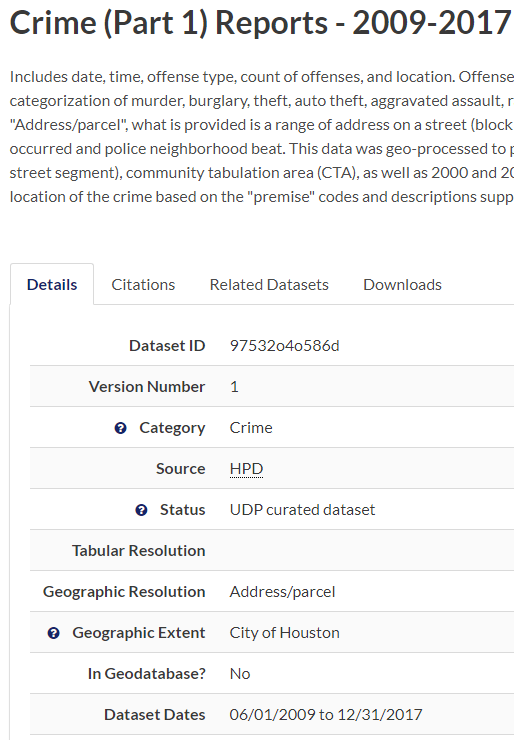 Crime (Part 1) Reports - 2009-2017
Includes date, time, offense type, count of offenses, and location. Offense
categorization of murder, burglary, theft, auto theft, aggravated assault,
"Address/parcel", what is provided is a range of address on a street (block
occurred and police neighborhood beat. This data was geo-processed to
street segment), community tabulation area (CTA), as well as 2000 and
location of the crime based on the "premise" codes and descriptions supp
Details Citations Related Datasets Downloads
Dataset ID 97532o4o586d
Version Number 1
Category Crime
Source HPD
Status UDP curated dataset
Tabular Resolution
Geographic Resolution Address/parcel
Geographic Extent City of Houston
In Geodatabase? No
Dataset Dates 06/01/2009 to 12/31/2017